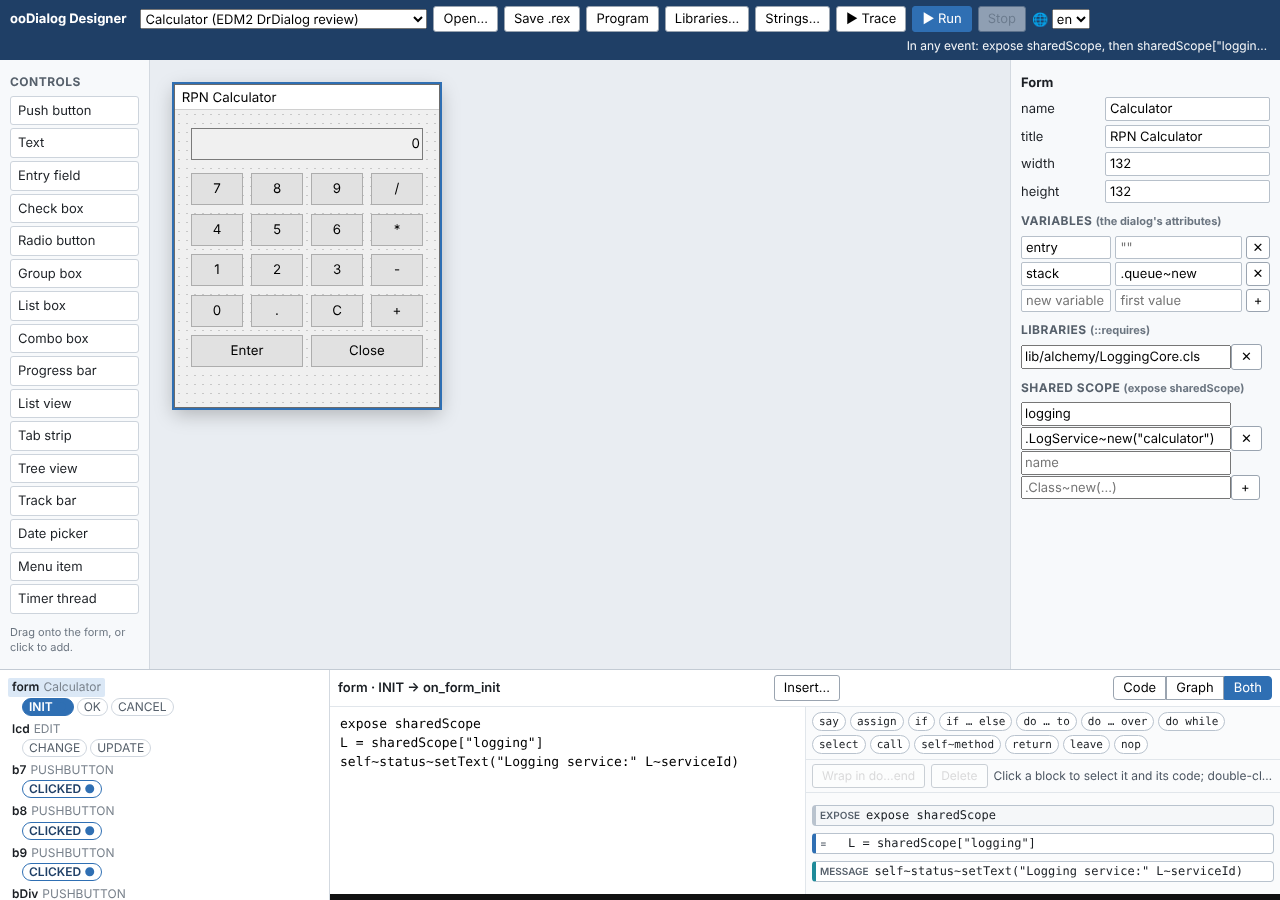 ooDialog Designer Calculator (EDM2 DrDialog review) Open... Save .rex Program Libraries... Strings... ▶ Trace ▶ Run Stop 🌐 en
In any event: expose sharedScope, then sharedScope["loggin...
CONTROLS
Push button
Text
Entry field
Check box
Radio button
Group box
List box
Combo box
Progress bar
List view
Tab strip
Tree view
Track bar
Date picker
Menu item
Timer thread
Drag onto the form, or
click to add.
RPN Calculator
0
7 8 9 /
4 5 6 *
1 2 3 -
0 . C +
Enter Close
Form
name Calculator
title RPN Calculator
width 132
height 132
VARIABLES (the dialog's attributes)
entry "" ✕
stack .queue~new ✕
new variable first value +
LIBRARIES (::requires)
lib/alchemy/LoggingCore.cls ✕
SHARED SCOPE (expose sharedScope)
logging
.LogService~new("calculator") ✕
name
.Class~new(...) +
form Calculator
INIT OK CANCEL
lcd EDIT
CHANGE UPDATE
b7 PUSHBUTTON
CLICKED ●
b8 PUSHBUTTON
CLICKED ●
b9 PUSHBUTTON
CLICKED ●
bDiv PUSHBUTTON
form · INIT → on_form_init Insert... Code Graph Both
expose sharedScope
L = sharedScope["logging"]
self~status~setText("Logging service:" L~serviceId)
say assign if if … else do … to do … over do while
select call self~method return leave nop
Wrap in do...end Delete Click a block to select it and its code; double-cl...
EXPOSE expose sharedScope
= L = sharedScope["logging"]
MESSAGE self~status~setText("Logging service:" L~serviceId)